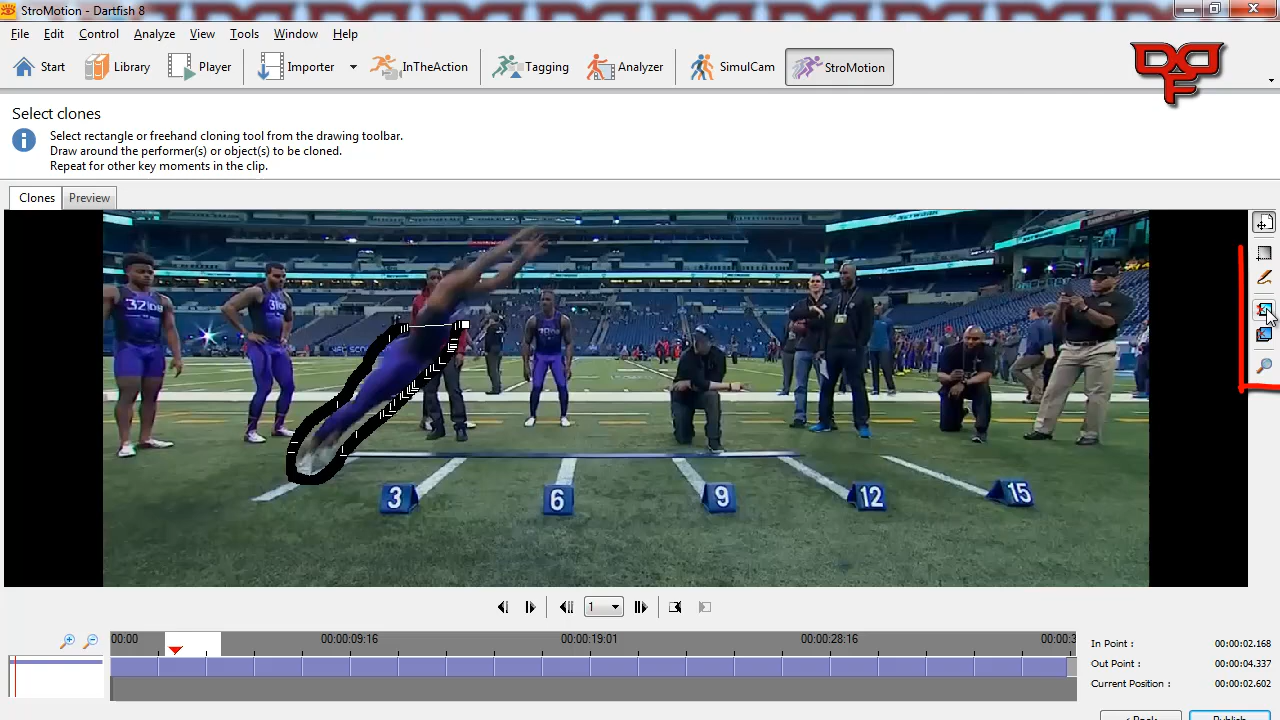 StroMotion - Dartfish 8
File Edit Control Analyze View Tools Window Help
Start Library Player Importer InTheAction Tagging Analyzer SimulCam StroMotion
Select clones
Select rectangle or freehand cloning tool from the drawing toolbar.
Draw around the performer(s) or object(s) to be cloned.
Repeat for other key moments in the clip.
Clones Preview
NETWORK
3 6 9 12 15
1
00:00 00:00:09:16 00:00:19:01 00:00:28:16
In Point : 00:00:02.168
Out Point : 00:00:04.337
Current Position : 00:00:02.602
< Back Publish